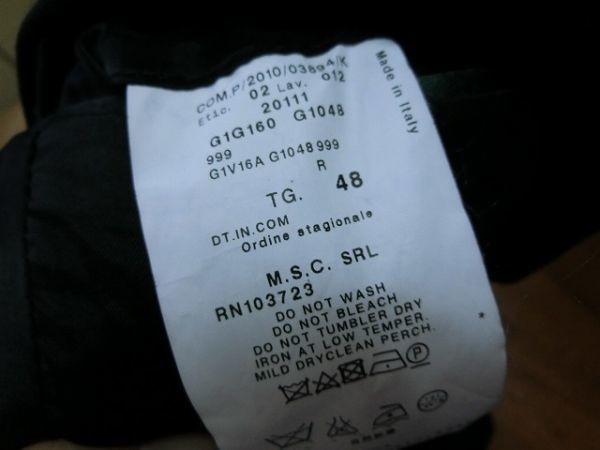 COM.P/2010/03894/K
Etic. 02 Lav. 012
20111
G1G160 G1048
999
G1V16A G1048999
R
TG. 48
DT.IN.COM
Ordine stagionale
M.S.C. SRL
RN103723
DO NOT WASH
DO NOT BLEACH
DO NOT TUMBLER DRY
IRON AT LOW TEMPER.
MILD DRYCLEAN PERCH.
P
Made in Italy